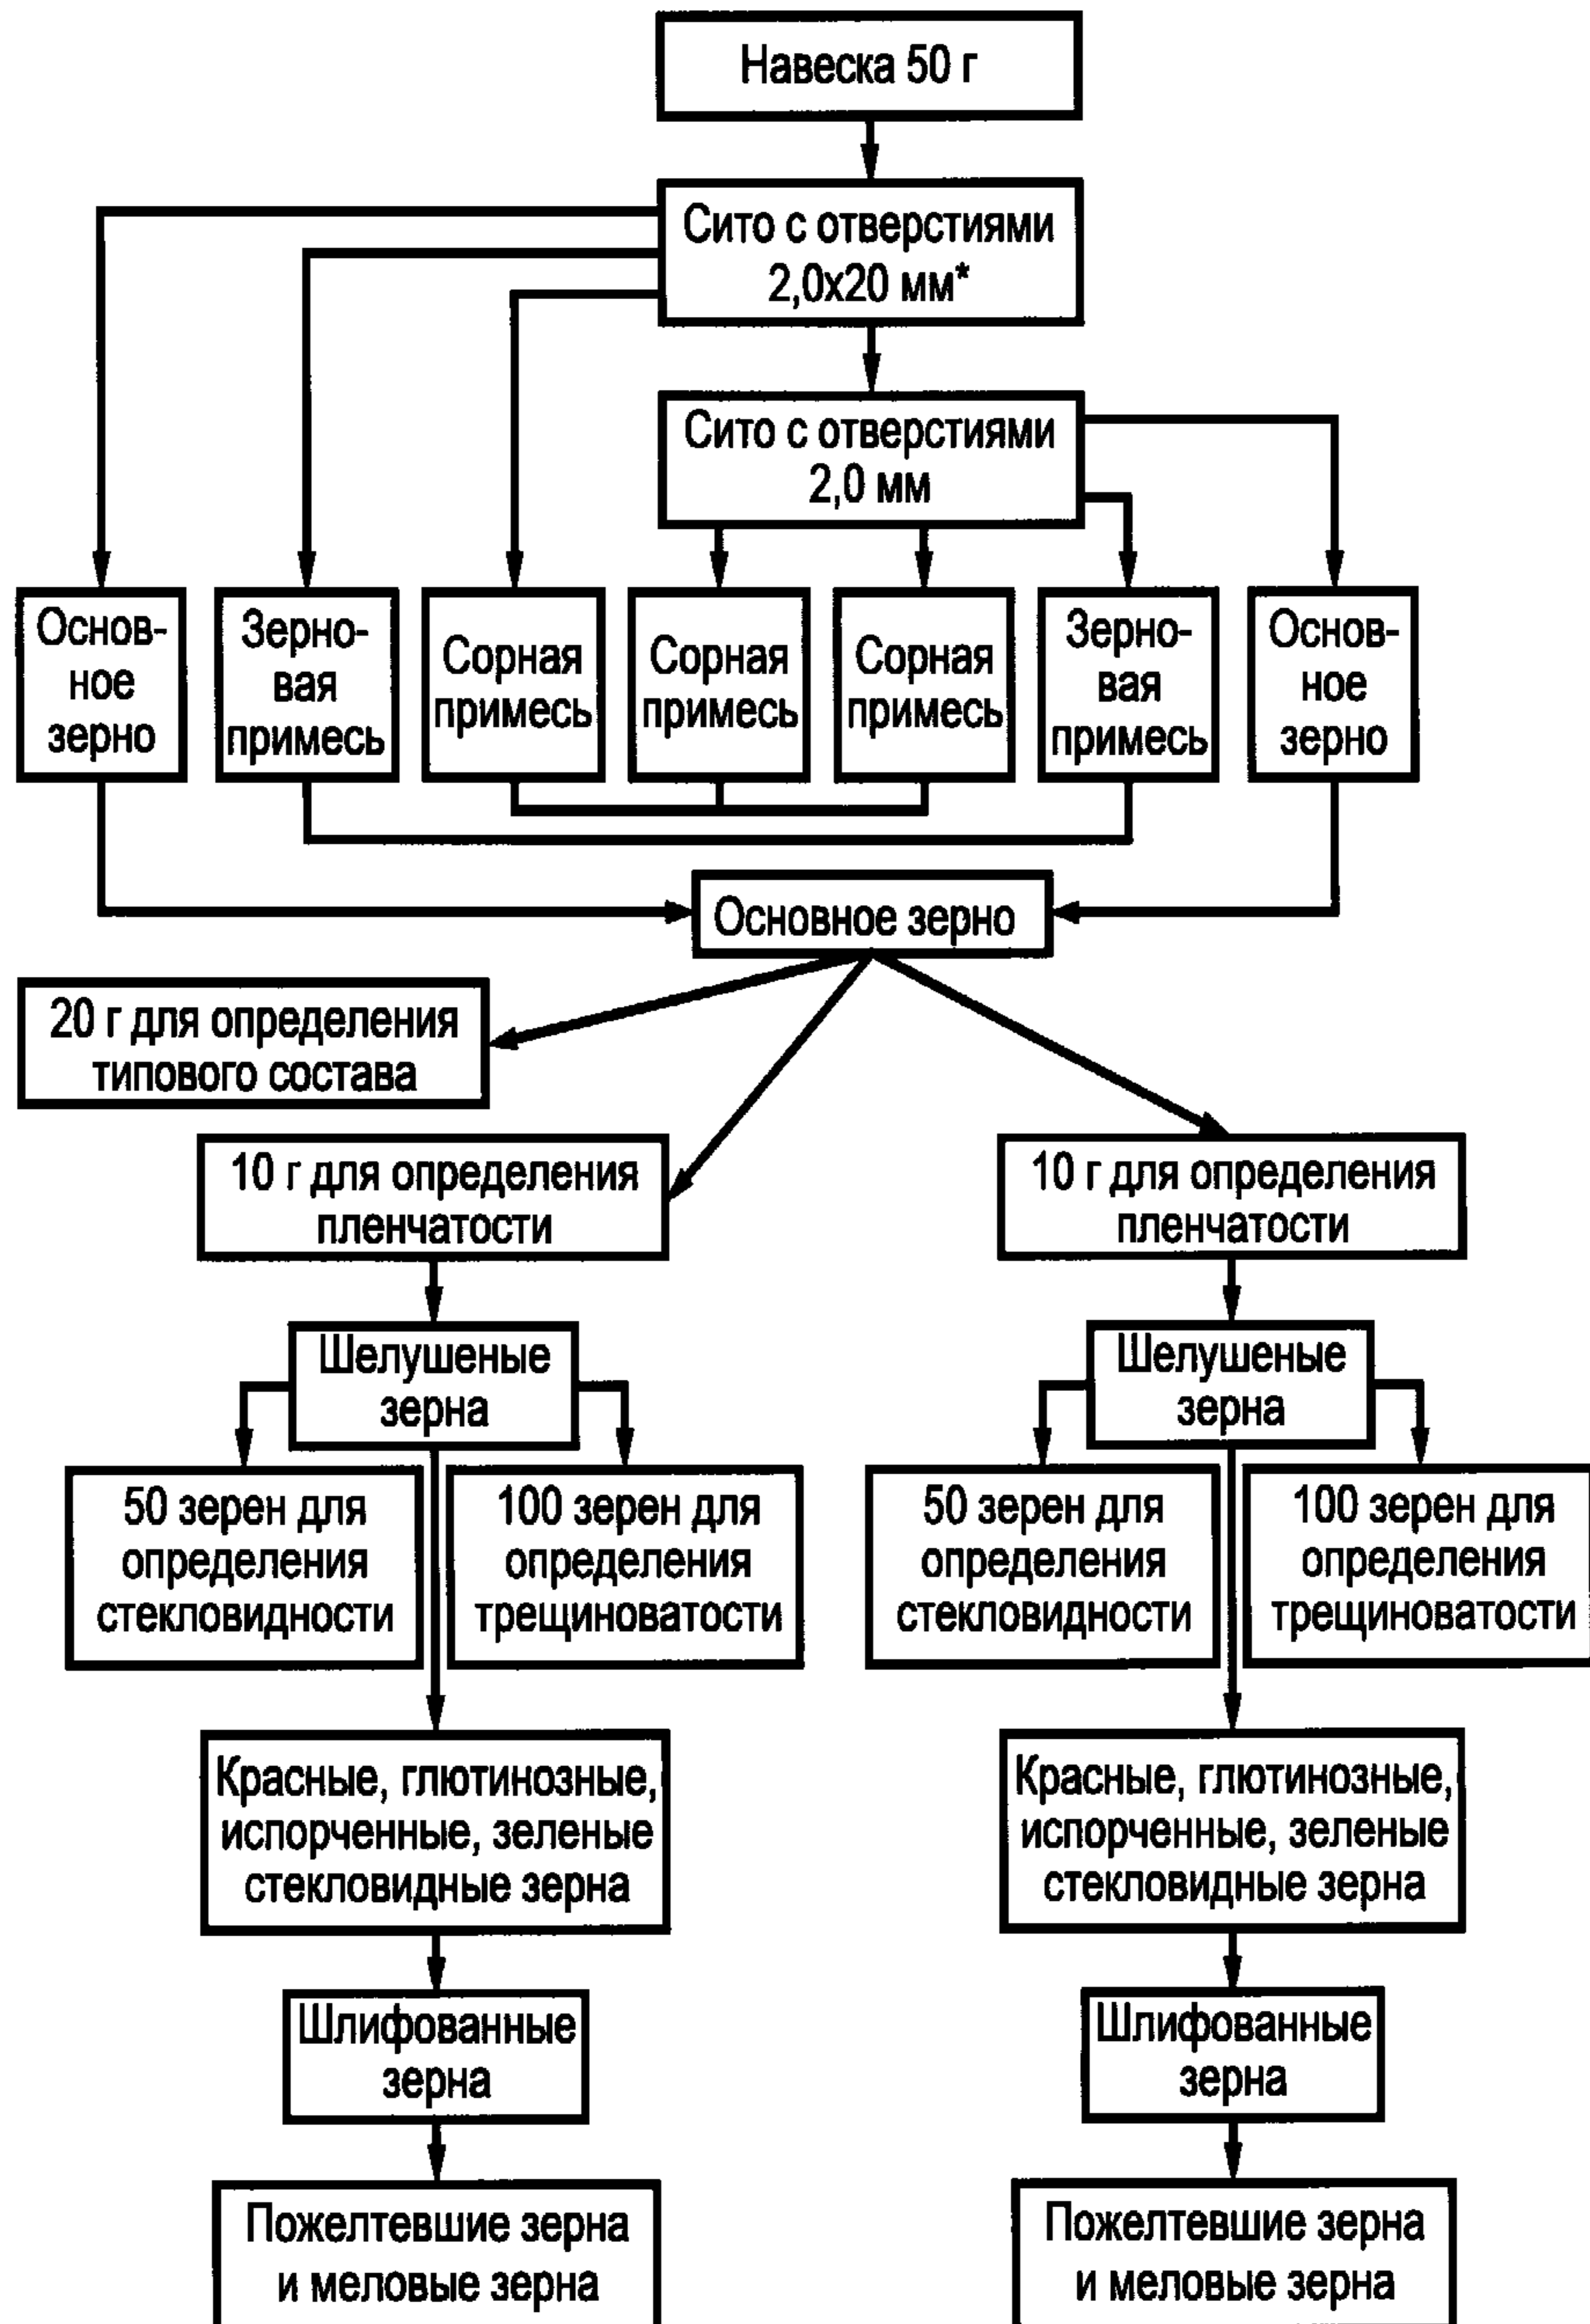 Навеска 50 г
Сито с отверстиями
2,0x20 мм*
Сито с отверстиями
2,0 мм
Основ-
ное
зерно
Зерно-
вая
примесь
Сорная
примесь
Сорная
примесь
Сорная
примесь
Зерно-
вая
примесь
Основ-
ное
зерно
Основное зерно
20 г для определения
типового состава
10 г для определения
пленчатости
10 г для определения
пленчатости
Шелушеные
зерна
Шелушеные
зерна
50 зерен для
определения
стекловидности
100 зерен для
определения
трещиноватости
50 зерен для
определения
стекловидности
100 зерен для
определения
трещиноватости
Красные, глютинозные,
испорченные, зеленые
стекловидные зерна
Красные, глютинозные,
испорченные, зеленые
стекловидные зерна
Шлифованные
зерна
Шлифованные
зерна
Пожелтевшие зерна
и меловые зерна
Пожелтевшие зерна
и меловые зерна